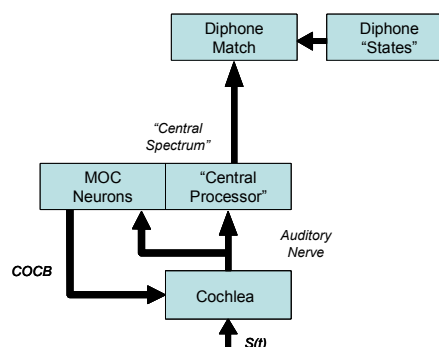 Diphone
Match
Diphone
“States”
“Central
Spectrum”
MOC
Neurons
“Central
Processor”
Auditory
Nerve
COCB
Cochlea
S(t)